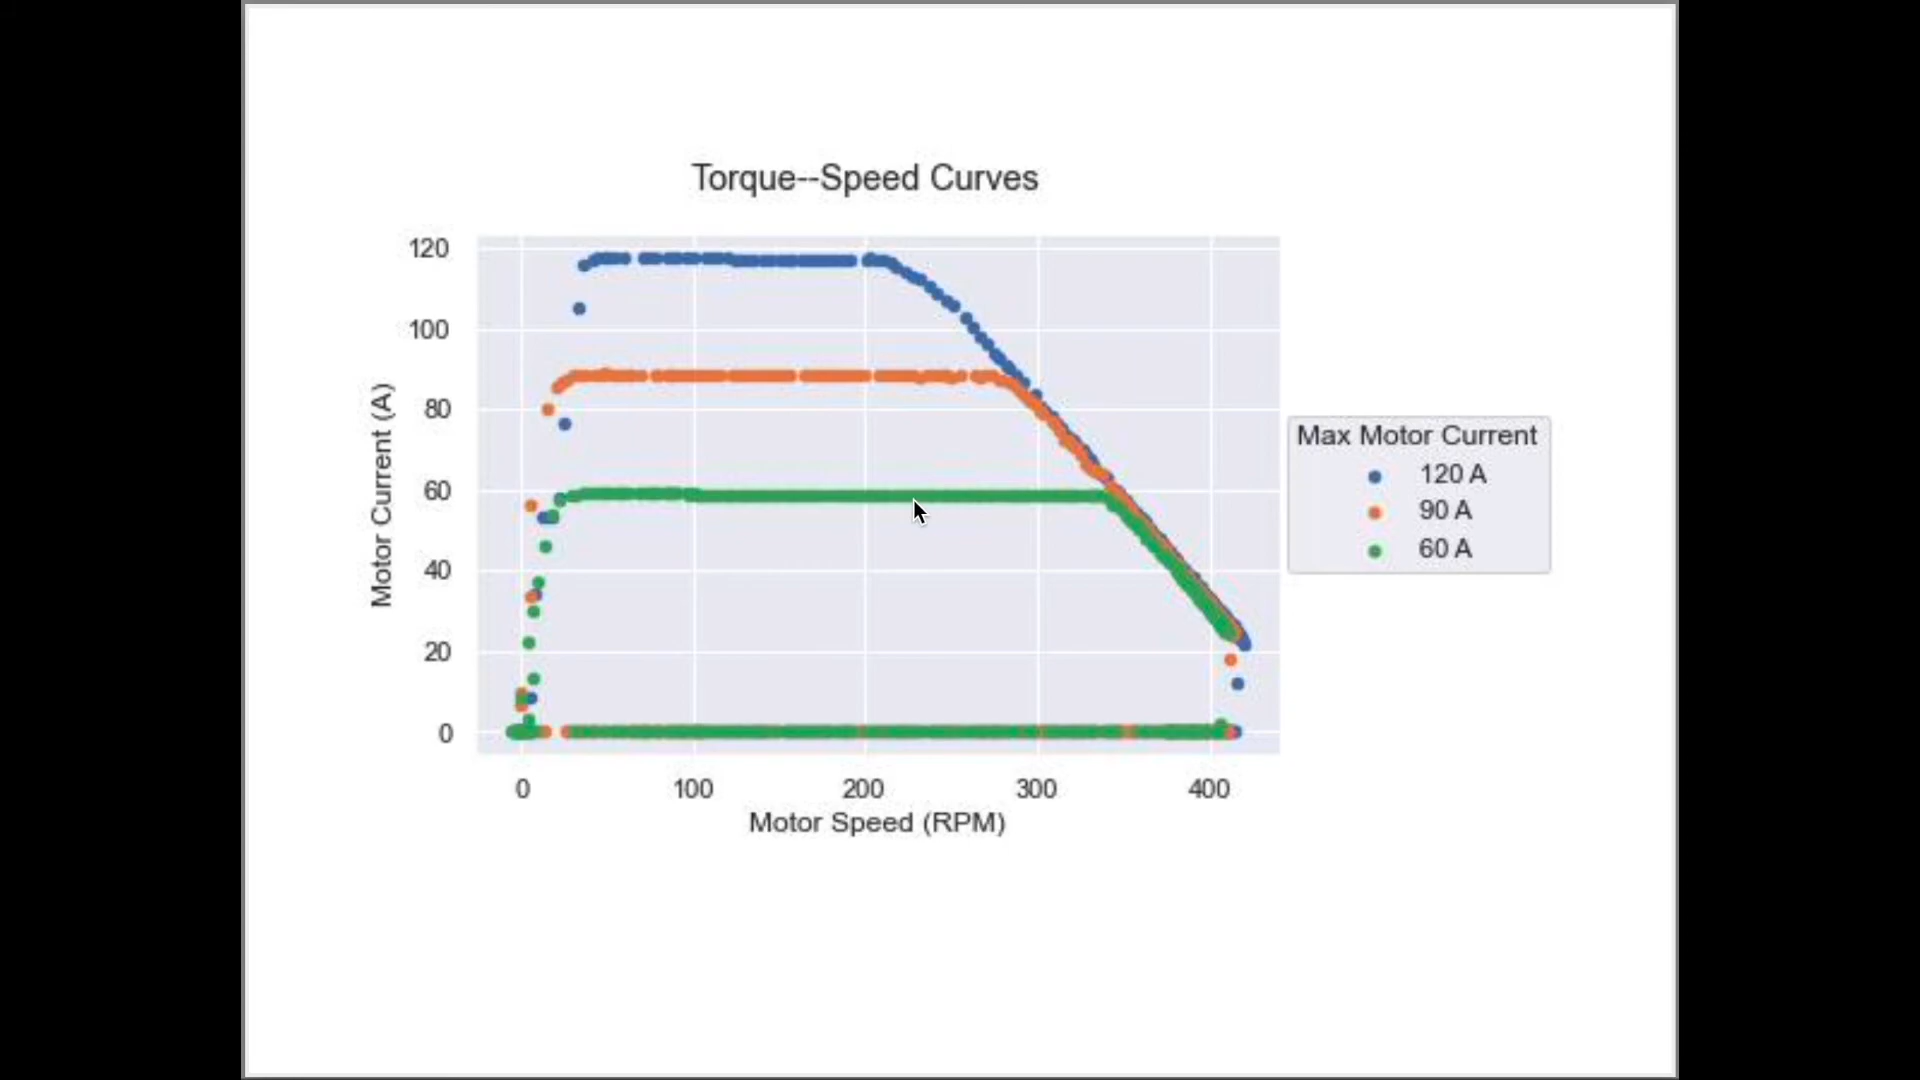 Torque--Speed Curves
120
100
80
60
40
20
0
Motor Current (A)
0 100 200 300 400
Motor Speed (RPM)
Max Motor Current
120 A
90 A
60 A